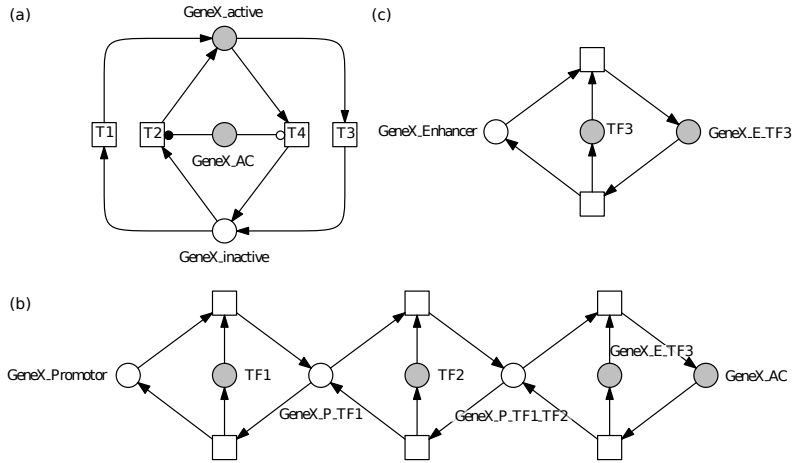 (a)
GeneX_active
T1
T2
T4
T3
GeneX_AC
GeneX_inactive
(c)
GeneX_Enhancer
TF3
GeneX_E_TF3
(b)
GeneX_Promotor
TF1
GeneX_P_TF1
TF2
GeneX_P_TF1_TF2
GeneX_E_TF3
GeneX_AC